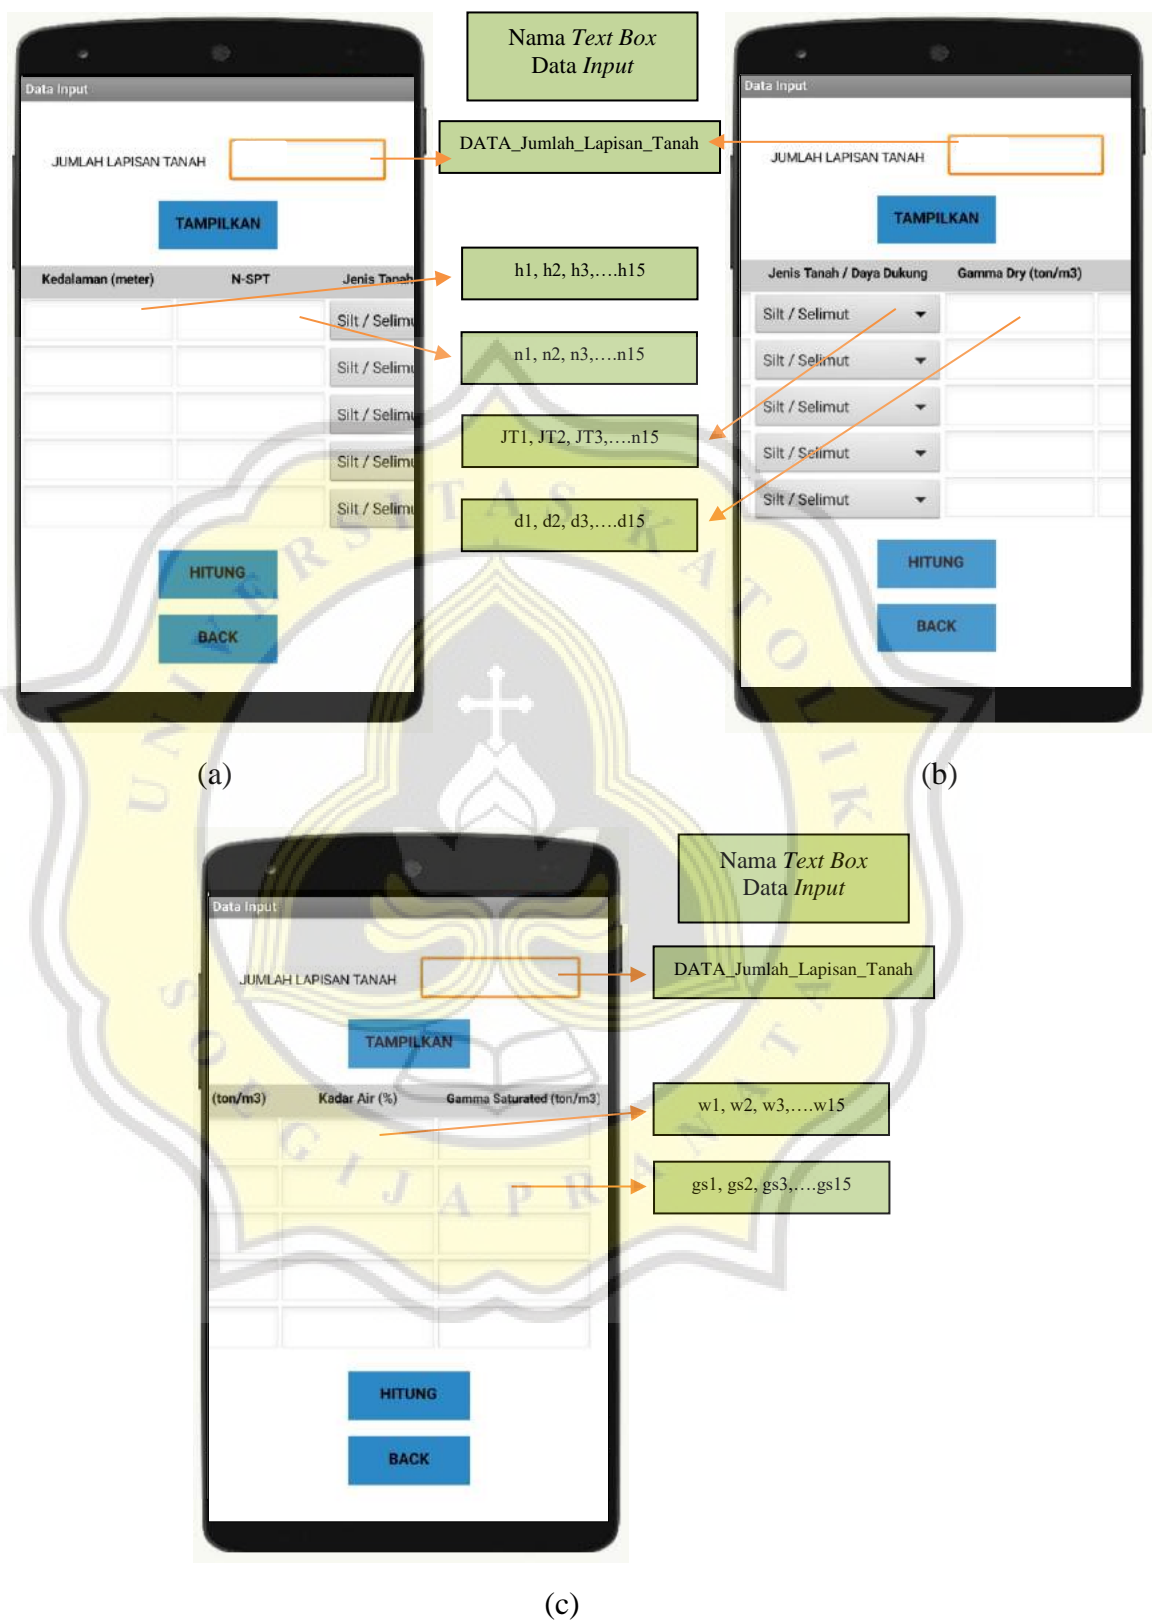 Nama Text Box
Data Input
Data Input
JUMLAH LAPISAN TANAH
TAMPILKAN
Kedalaman (meter) N-SPT Jenis Tanah
Silt / Selimu
Silt / Selimu
Silt / Selimu
Silt / Selimu
Silt / Selimu
HITUNG
BACK
DATA_Jumlah_Lapisan_Tanah
h1, h2, h3,….h15
n1, n2, n3,….n15
JT1, JT2, JT3,….n15
d1, d2, d3,….d15
Data Input
JUMLAH LAPISAN TANAH
TAMPILKAN
Jenis Tanah / Daya Dukung Gamma Dry (ton/m3)
Silt / Selimut
Silt / Selimut
Silt / Selimut
Silt / Selimut
Silt / Selimut
HITUNG
BACK
(a)
(b)
Nama Text Box
Data Input
Data Input
JUMLAH LAPISAN TANAH
TAMPILKAN
(ton/m3) Kadar Air (%) Gamma Saturated (ton/m3)
HITUNG
BACK
DATA_Jumlah_Lapisan_Tanah
w1, w2, w3,….w15
gs1, gs2, gs3,….gs15
(c)
UNIVERSITAS KATOLIK
SOEGIJAPRANATA